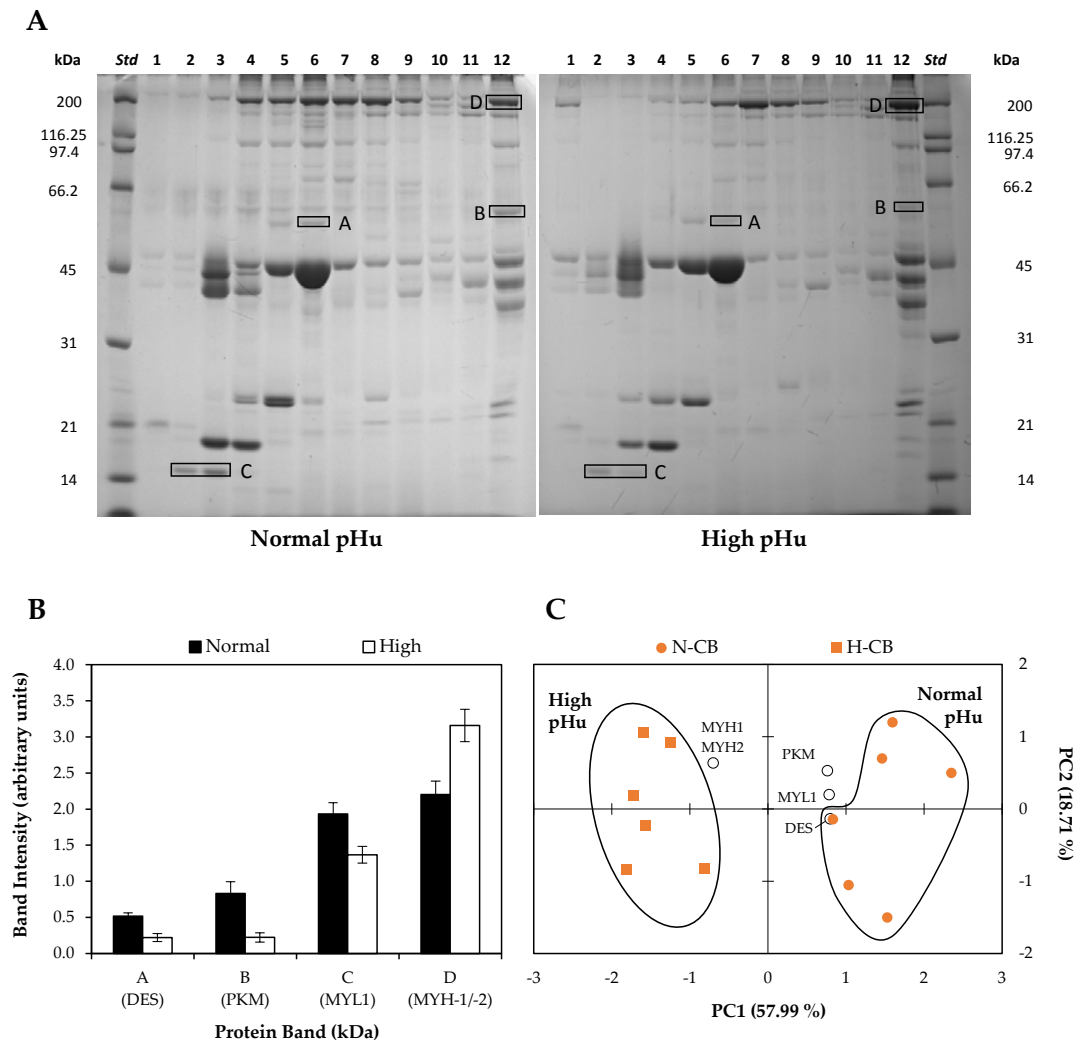 A
kDa Std 1 2 3 4 5 6 7 8 9 10 11 12 1 2 3 4 5 6 7 8 9 10 11 12 Std kDa
200 D D 200
116.25 116.25
97.4 97.4
66.2 66.2
B B
A A
45 45
31 31
21 21
C C
14 14
Normal pHu High pHu
B
Normal High
Band Intensity (arbitrary units)
4.0
3.5
3.0
2.5
2.0
1.5
1.0
0.5
0.0
A B C D
(DES) (PKM) (MYL1) (MYH-1/-2)
Protein Band (kDa)
C
N-CB H-CB
High
pHu
Normal
pHu
MYH1
MYH2
PKM
MYL1
DES
2
1
0
-1
-2
PC2 (18.71 %)
-3 -2 -1 0 1 2 3
PC1 (57.99 %)